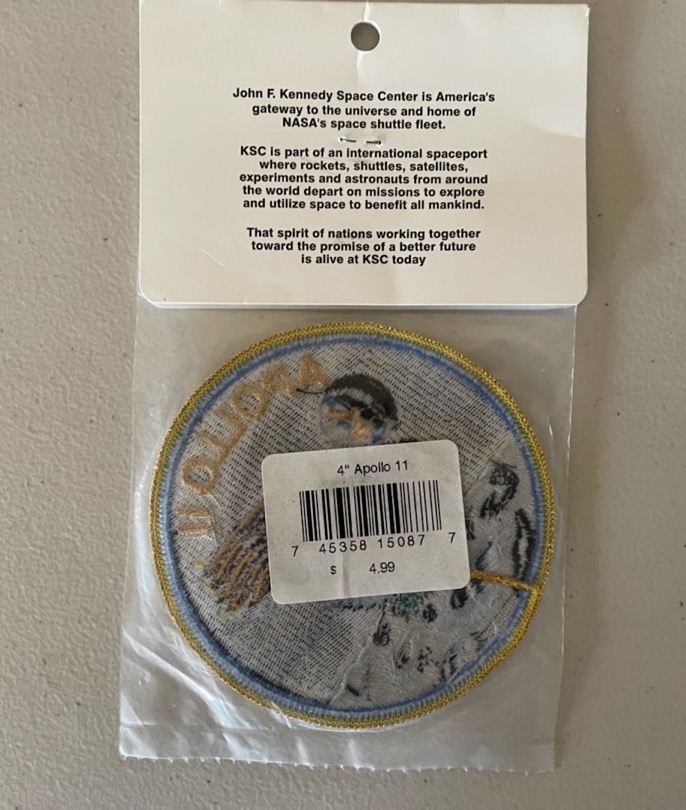 John F. Kennedy Space Center is America's
gateway to the universe and home of
NASA's space shuttle fleet.
KSC is part of an international spaceport
where rockets, shuttles, satellites,
experiments and astronauts from around
the world depart on missions to explore
and utilize space to benefit all mankind.
That spirit of nations working together
toward the promise of a better future
is alive at KSC today
APOLLO 11
4" Apollo 11
7 45358 15087 7
$ 4.99